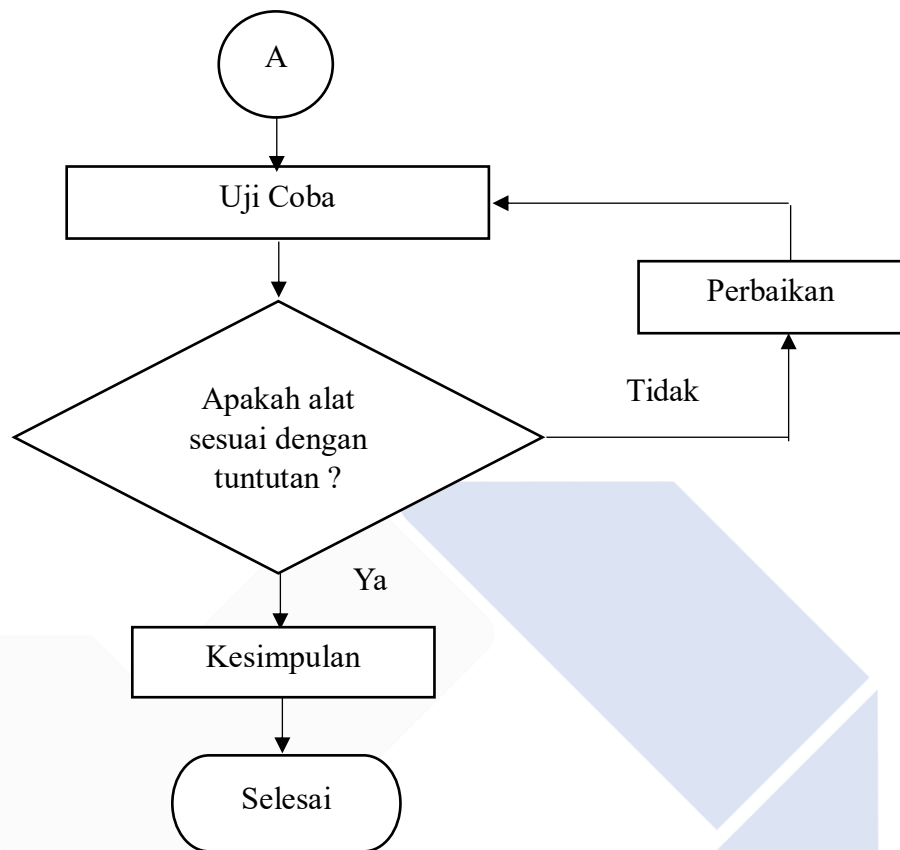 A
Uji Coba
Perbaikan
Apakah alat
sesuai dengan
tuntutan ?
Tidak
Ya
Kesimpulan
Selesai